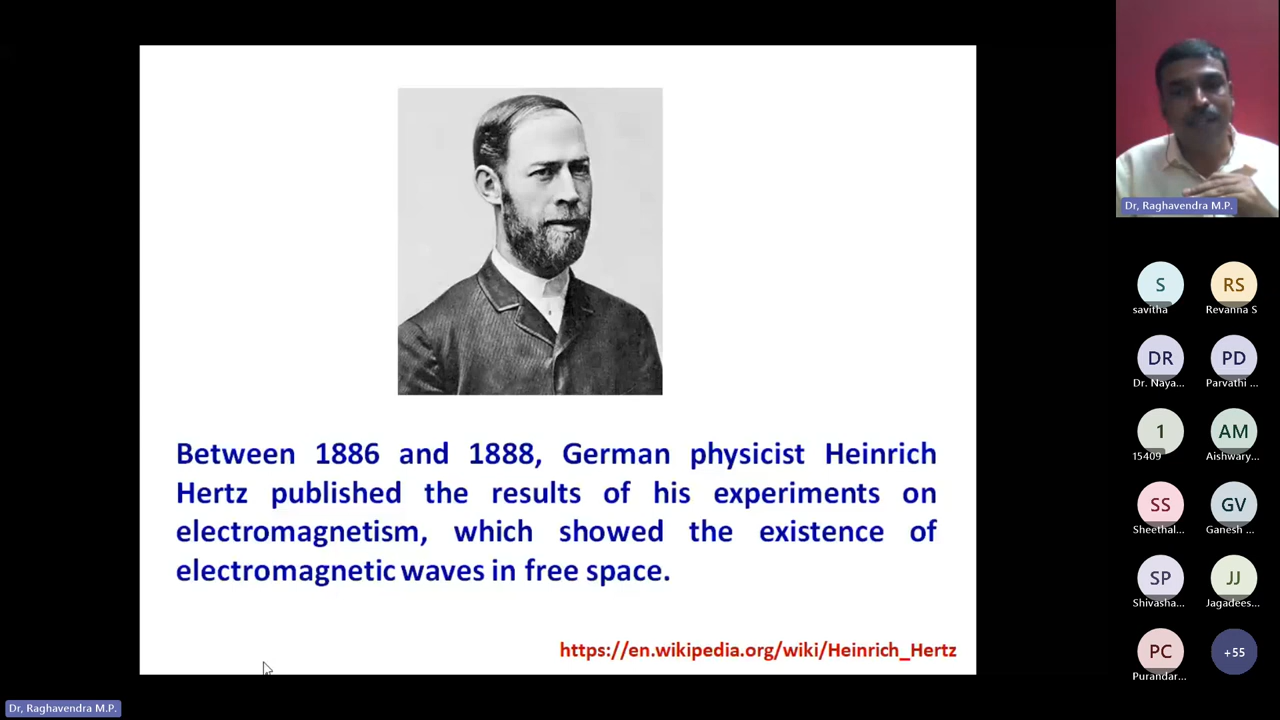 Between 1886 and 1888, German physicist Heinrich
Hertz published the results of his experiments on
electromagnetism, which showed the existence of
electromagnetic waves in free space.
https://en.wikipedia.org/wiki/Heinrich_Hertz
Dr, Raghavendra M.P.
S
RS
savitha
Revanna S
DR
PD
Dr. Naya...
Parvathi ...
1
AM
15409
Aishwary...
SS
GV
Sheethal...
Ganesh ...
SP
JJ
Shivasha...
Jagadees...
PC
+55
Purandar...
Dr, Raghavendra M.P.